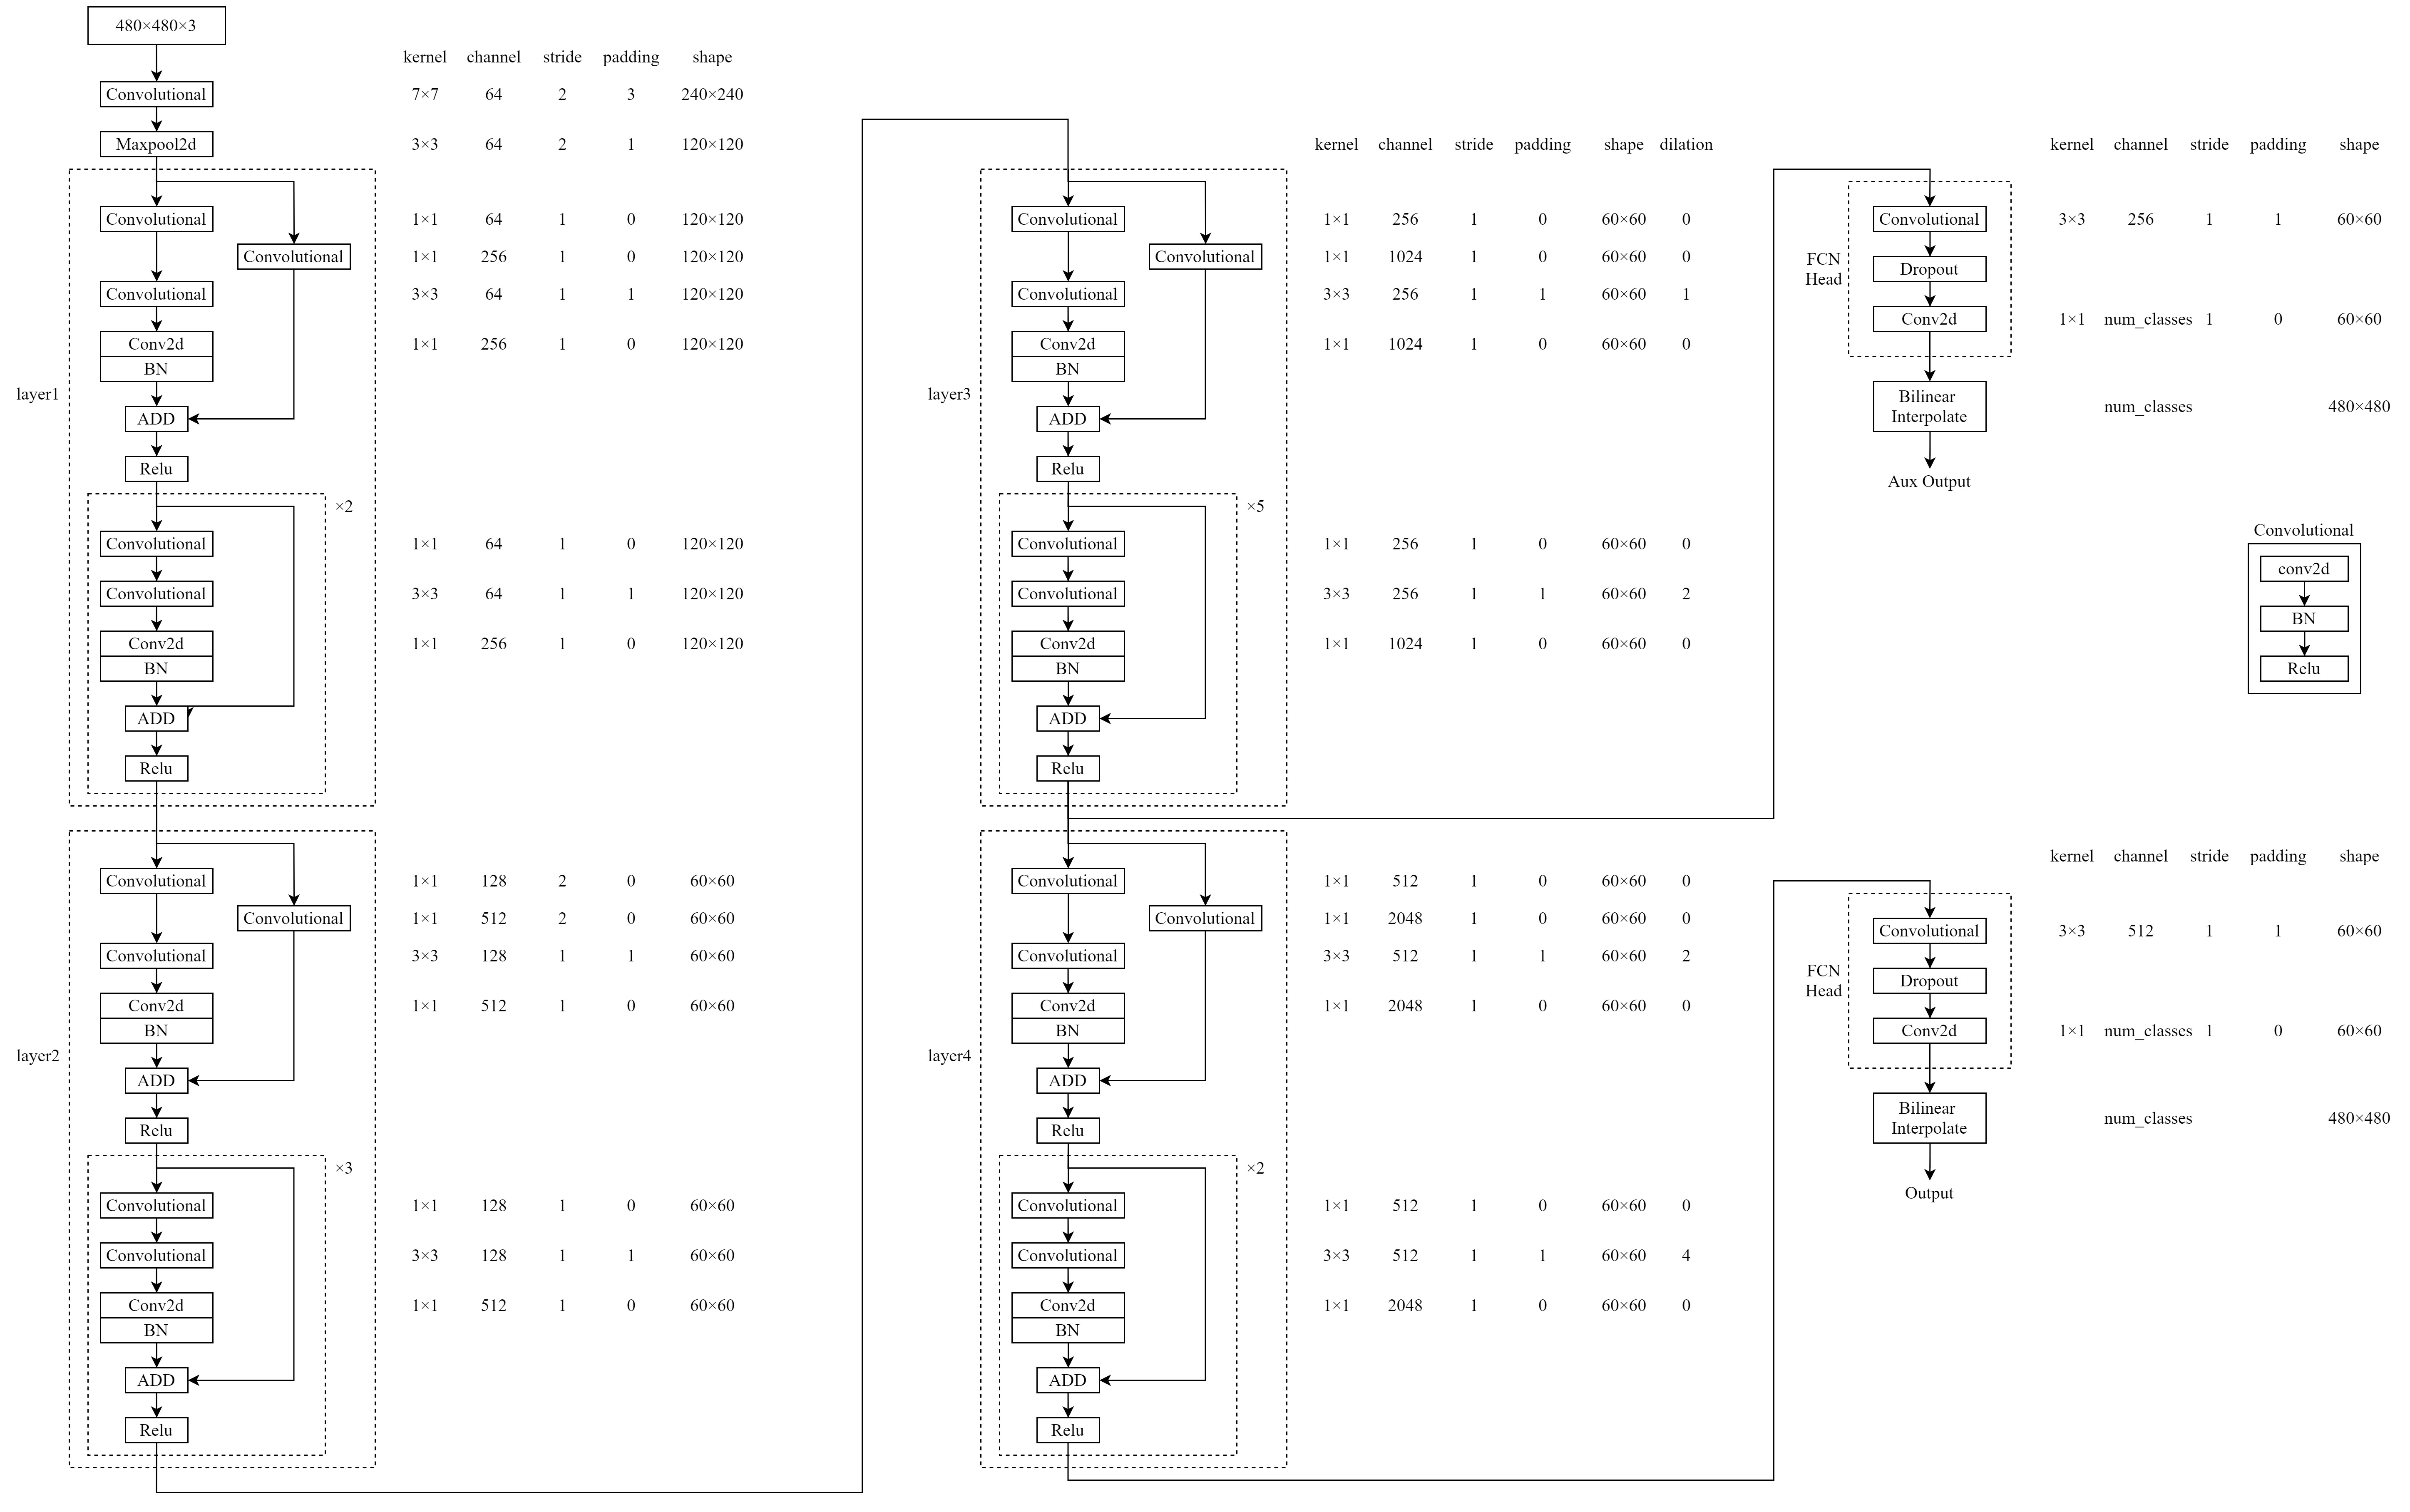 480×480×3
kernel channel stride padding shape
Convolutional 7×7 64 2 3 240×240
Maxpool2d 3×3 64 2 1 120×120
layer1
Convolutional 1×1 64 1 0 120×120
Convolutional 1×1 256 1 0 120×120
Convolutional 3×3 64 1 1 120×120
Conv2d 1×1 256 1 0 120×120
BN
ADD
Relu
×2
Convolutional 1×1 64 1 0 120×120
Convolutional 3×3 64 1 1 120×120
Conv2d 1×1 256 1 0 120×120
BN
ADD
Relu
layer2
Convolutional 1×1 128 2 0 60×60
Convolutional 1×1 512 2 0 60×60
Convolutional 3×3 128 1 1 60×60
Conv2d 1×1 512 1 0 60×60
BN
ADD
Relu
×3
Convolutional 1×1 128 1 0 60×60
Convolutional 3×3 128 1 1 60×60
Conv2d 1×1 512 1 0 60×60
BN
ADD
Relu
kernel channel stride padding shape dilation
layer3
Convolutional 1×1 256 1 0 60×60 0
Convolutional 1×1 1024 1 0 60×60 0
Convolutional 3×3 256 1 1 60×60 1
Conv2d 1×1 1024 1 0 60×60 0
BN
ADD
Relu
×5
Convolutional 1×1 256 1 0 60×60 0
Convolutional 3×3 256 1 1 60×60 2
Conv2d 1×1 1024 1 0 60×60 0
BN
ADD
Relu
layer4
Convolutional 1×1 512 1 0 60×60 0
Convolutional 1×1 2048 1 0 60×60 0
Convolutional 3×3 512 1 1 60×60 2
Conv2d 1×1 2048 1 0 60×60 0
BN
ADD
Relu
×2
Convolutional 1×1 512 1 0 60×60 0
Convolutional 3×3 512 1 1 60×60 4
Conv2d 1×1 2048 1 0 60×60 0
BN
ADD
Relu
kernel channel stride padding shape
FCN
Head
Convolutional 3×3 256 1 1 60×60
Dropout
Conv2d 1×1 num_classes 1 0 60×60
Bilinear
Interpolate num_classes 480×480
Aux Output
Convolutional
conv2d
BN
Relu
kernel channel stride padding shape
FCN
Head
Convolutional 3×3 512 1 1 60×60
Dropout
Conv2d 1×1 num_classes 1 0 60×60
Bilinear
Interpolate num_classes 480×480
Output